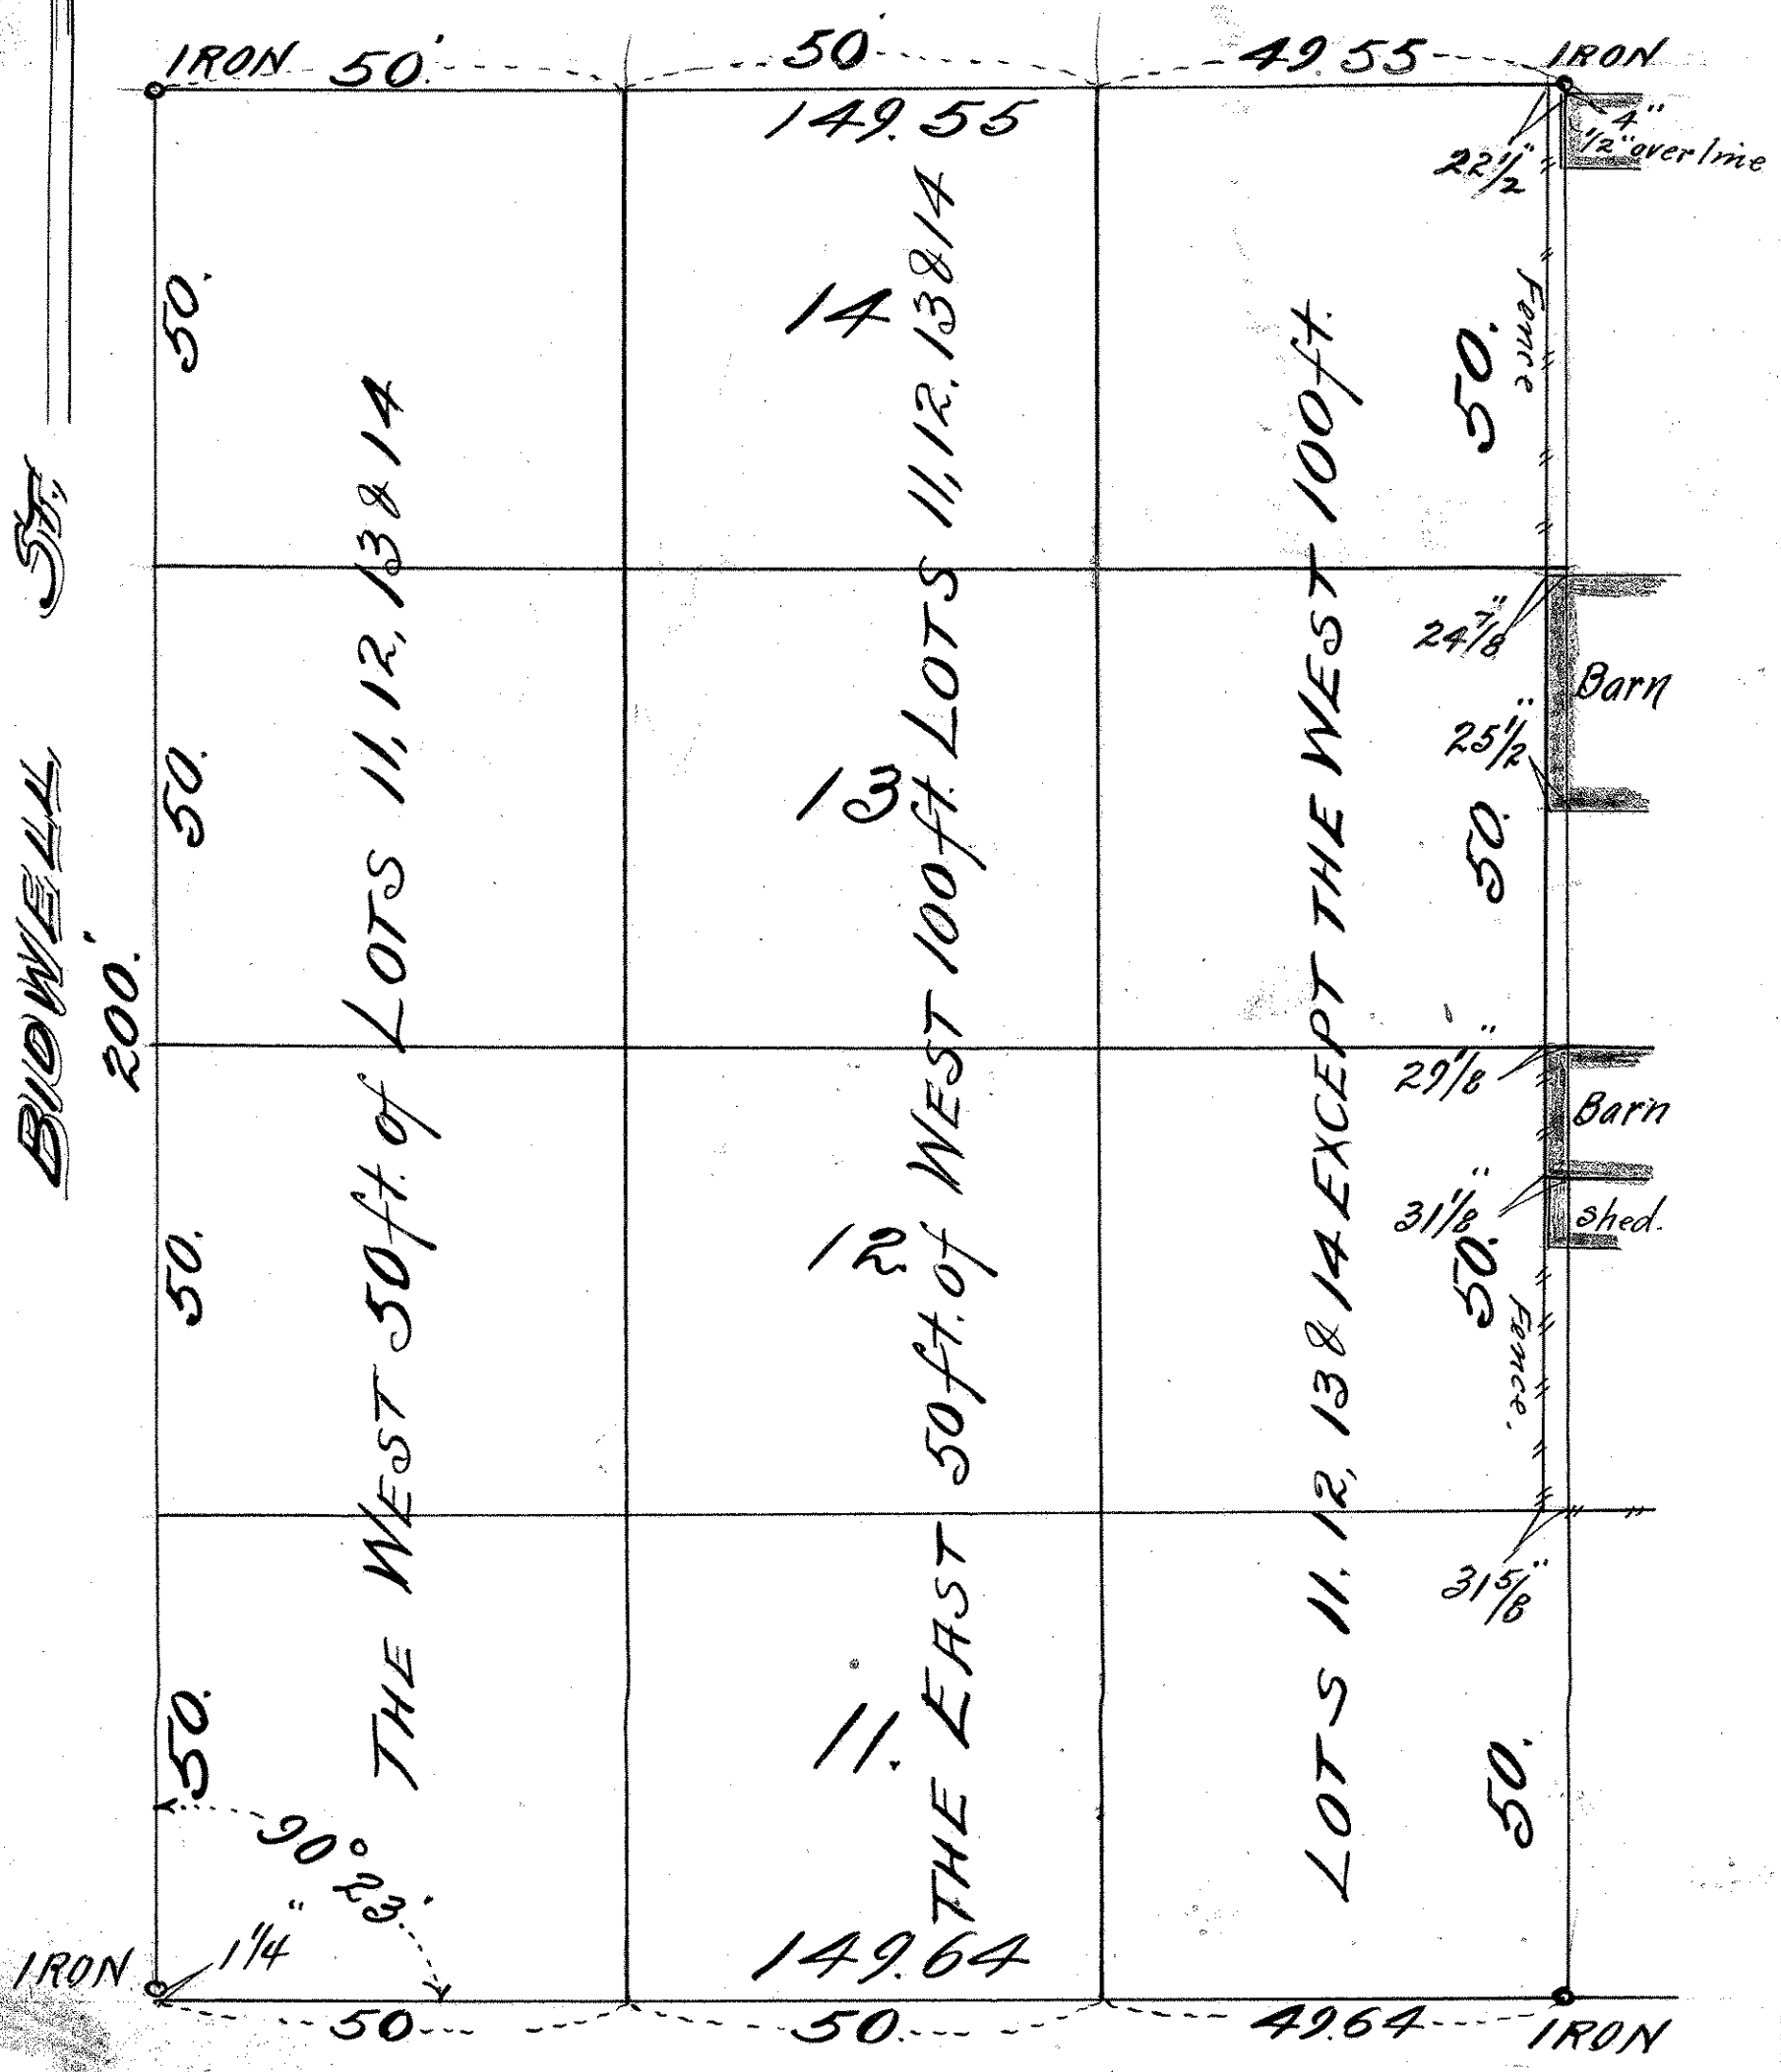 IRON 50.' 50' 49.55 IRON
149.55
4"
1/2" over line
22 1/2"
50.
14
Fence
50.
BIDWELL ST.
200.'
THE WEST 50 ft. of LOTS 11, 12, 13 & 14
THE EAST 50 ft. of WEST 100 ft. LOTS 11, 12, 13 & 14
LOTS 11, 12, 13 & 14 EXCEPT THE WEST 100 ft.
24 7/8"
Barn
25 1/2"
50.
13
50.
29 1/8"
Barn
31 1/8"
shed.
50.
12
50.
Fence.
31 5/8"
50.
11.
50.
90° 23'
1 1/4"
149.64
IRON
50 50. 49.64 IRON